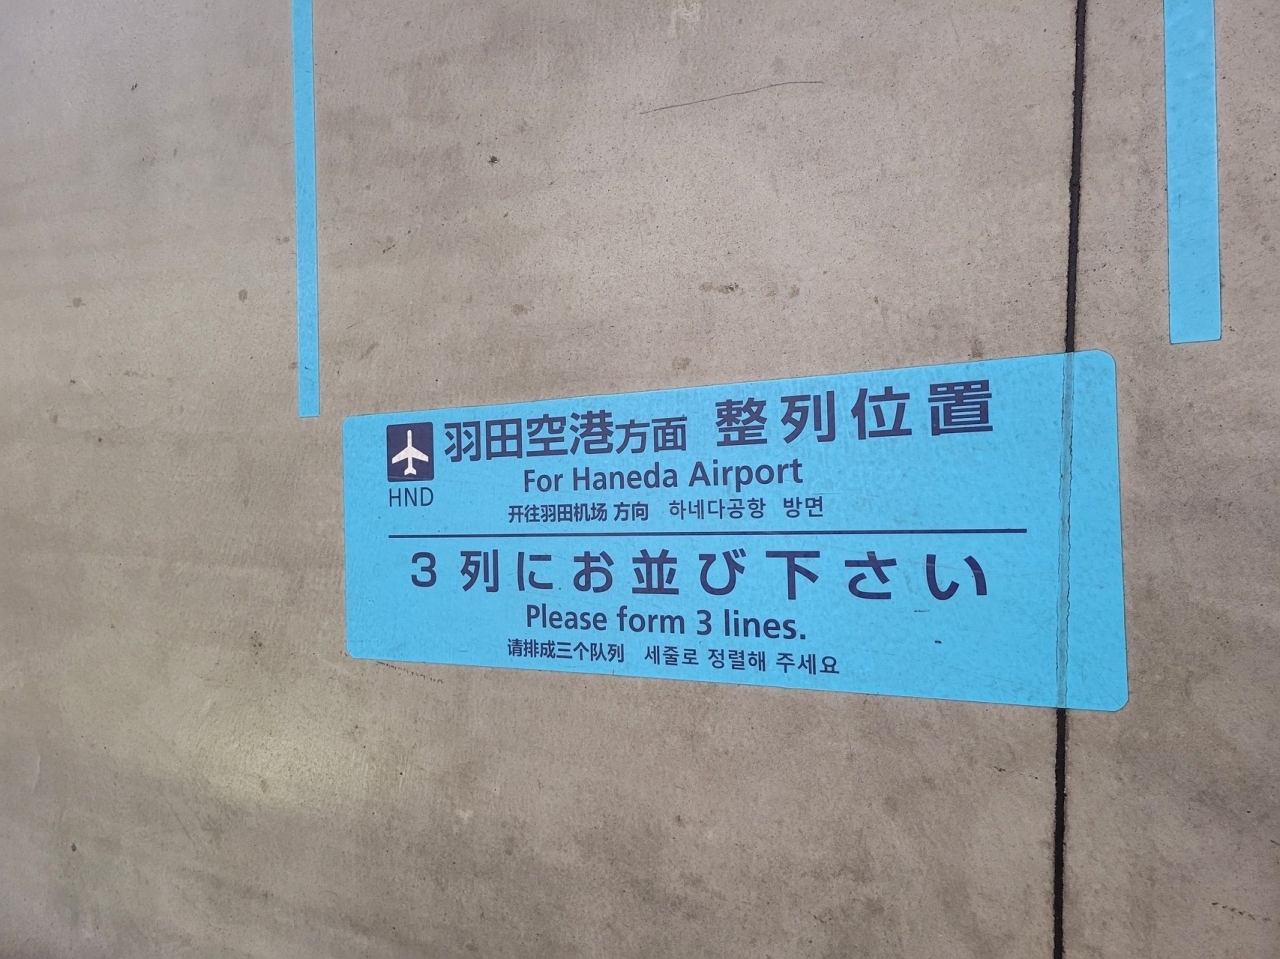 羽田空港方面 整列位置
HND
For Haneda Airport
开往羽田机场 方向 하네다공항 방면
3 列にお並び下さい
Please form 3 lines.
请排成三个队列 세줄로 정렬해 주세요